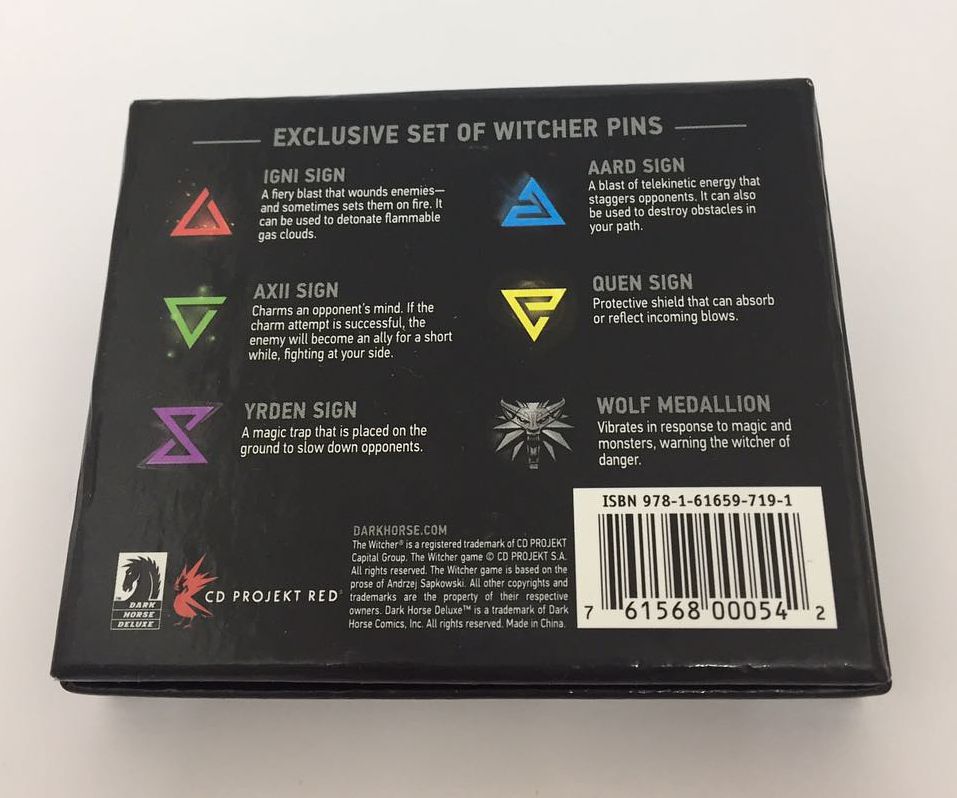 EXCLUSIVE SET OF WITCHER PINS
IGNI SIGN
A fiery blast that wounds enemies—
and sometimes sets them on fire. It
can be used to detonate flammable
gas clouds.
AARD SIGN
A blast of telekinetic energy that
staggers opponents. It can also
be used to destroy obstacles in
your path.
AXII SIGN
Charms an opponent's mind. If the
charm attempt is successful, the
enemy will become an ally for a short
while, fighting at your side.
QUEN SIGN
Protective shield that can absorb
or reflect incoming blows.
YRDEN SIGN
A magic trap that is placed on the
ground to slow down opponents.
WOLF MEDALLION
Vibrates in response to magic and
monsters, warning the witcher of
danger.
DARK
HORSE
DELUXE
CD PROJEKT RED®
DARKHORSE.COM
The Witcher® is a registered trademark of CD PROJEKT
Capital Group. The Witcher game © CD PROJEKT S.A.
All rights reserved. The Witcher game is based on the
prose of Andrzej Sapkowski. All other copyrights and
trademarks are the property of their respective
owners. Dark Horse Deluxe™ is a trademark of Dark
Horse Comics, Inc. All rights reserved. Made in China.
ISBN 978-1-61659-719-1
7 61568 00054 2